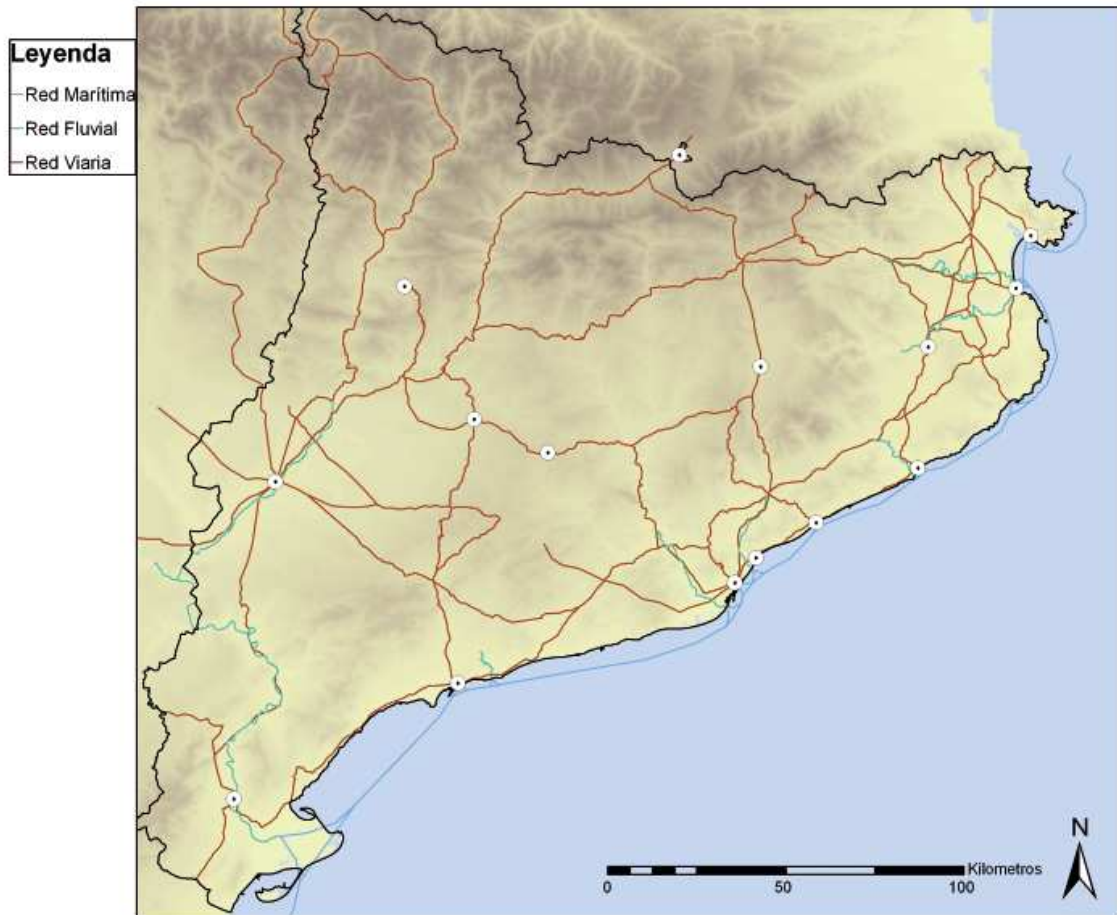 Leyenda
Red Marítima
Red Fluvial
Red Viaria
N
Kilometros
0 50 100